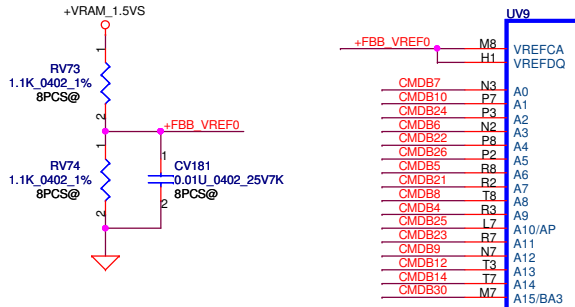 +VRAM_1.5VS
1
RV73
1.1K_0402_1%
8PCS@
2
+FBB_VREF0
1
RV74
1.1K_0402_1%
8PCS@
2
1
CV181
0.01U_0402_25V7K
8PCS@
2
UV9
+FBB_VREF0 M8 VREFCA
H1 VREFDQ
CMDB7 N3 A0
CMDB10 P7 A1
CMDB24 P3 A2
CMDB6 N2 A3
CMDB22 P8 A4
CMDB26 P2 A5
CMDB5 R8 A6
CMDB21 R2 A7
CMDB8 T8 A8
CMDB4 R3 A9
CMDB25 L7 A10/AP
CMDB23 R7 A11
CMDB9 N7 A12
CMDB12 T3 A13
CMDB14 T7 A14
CMDB30 M7 A15/BA3